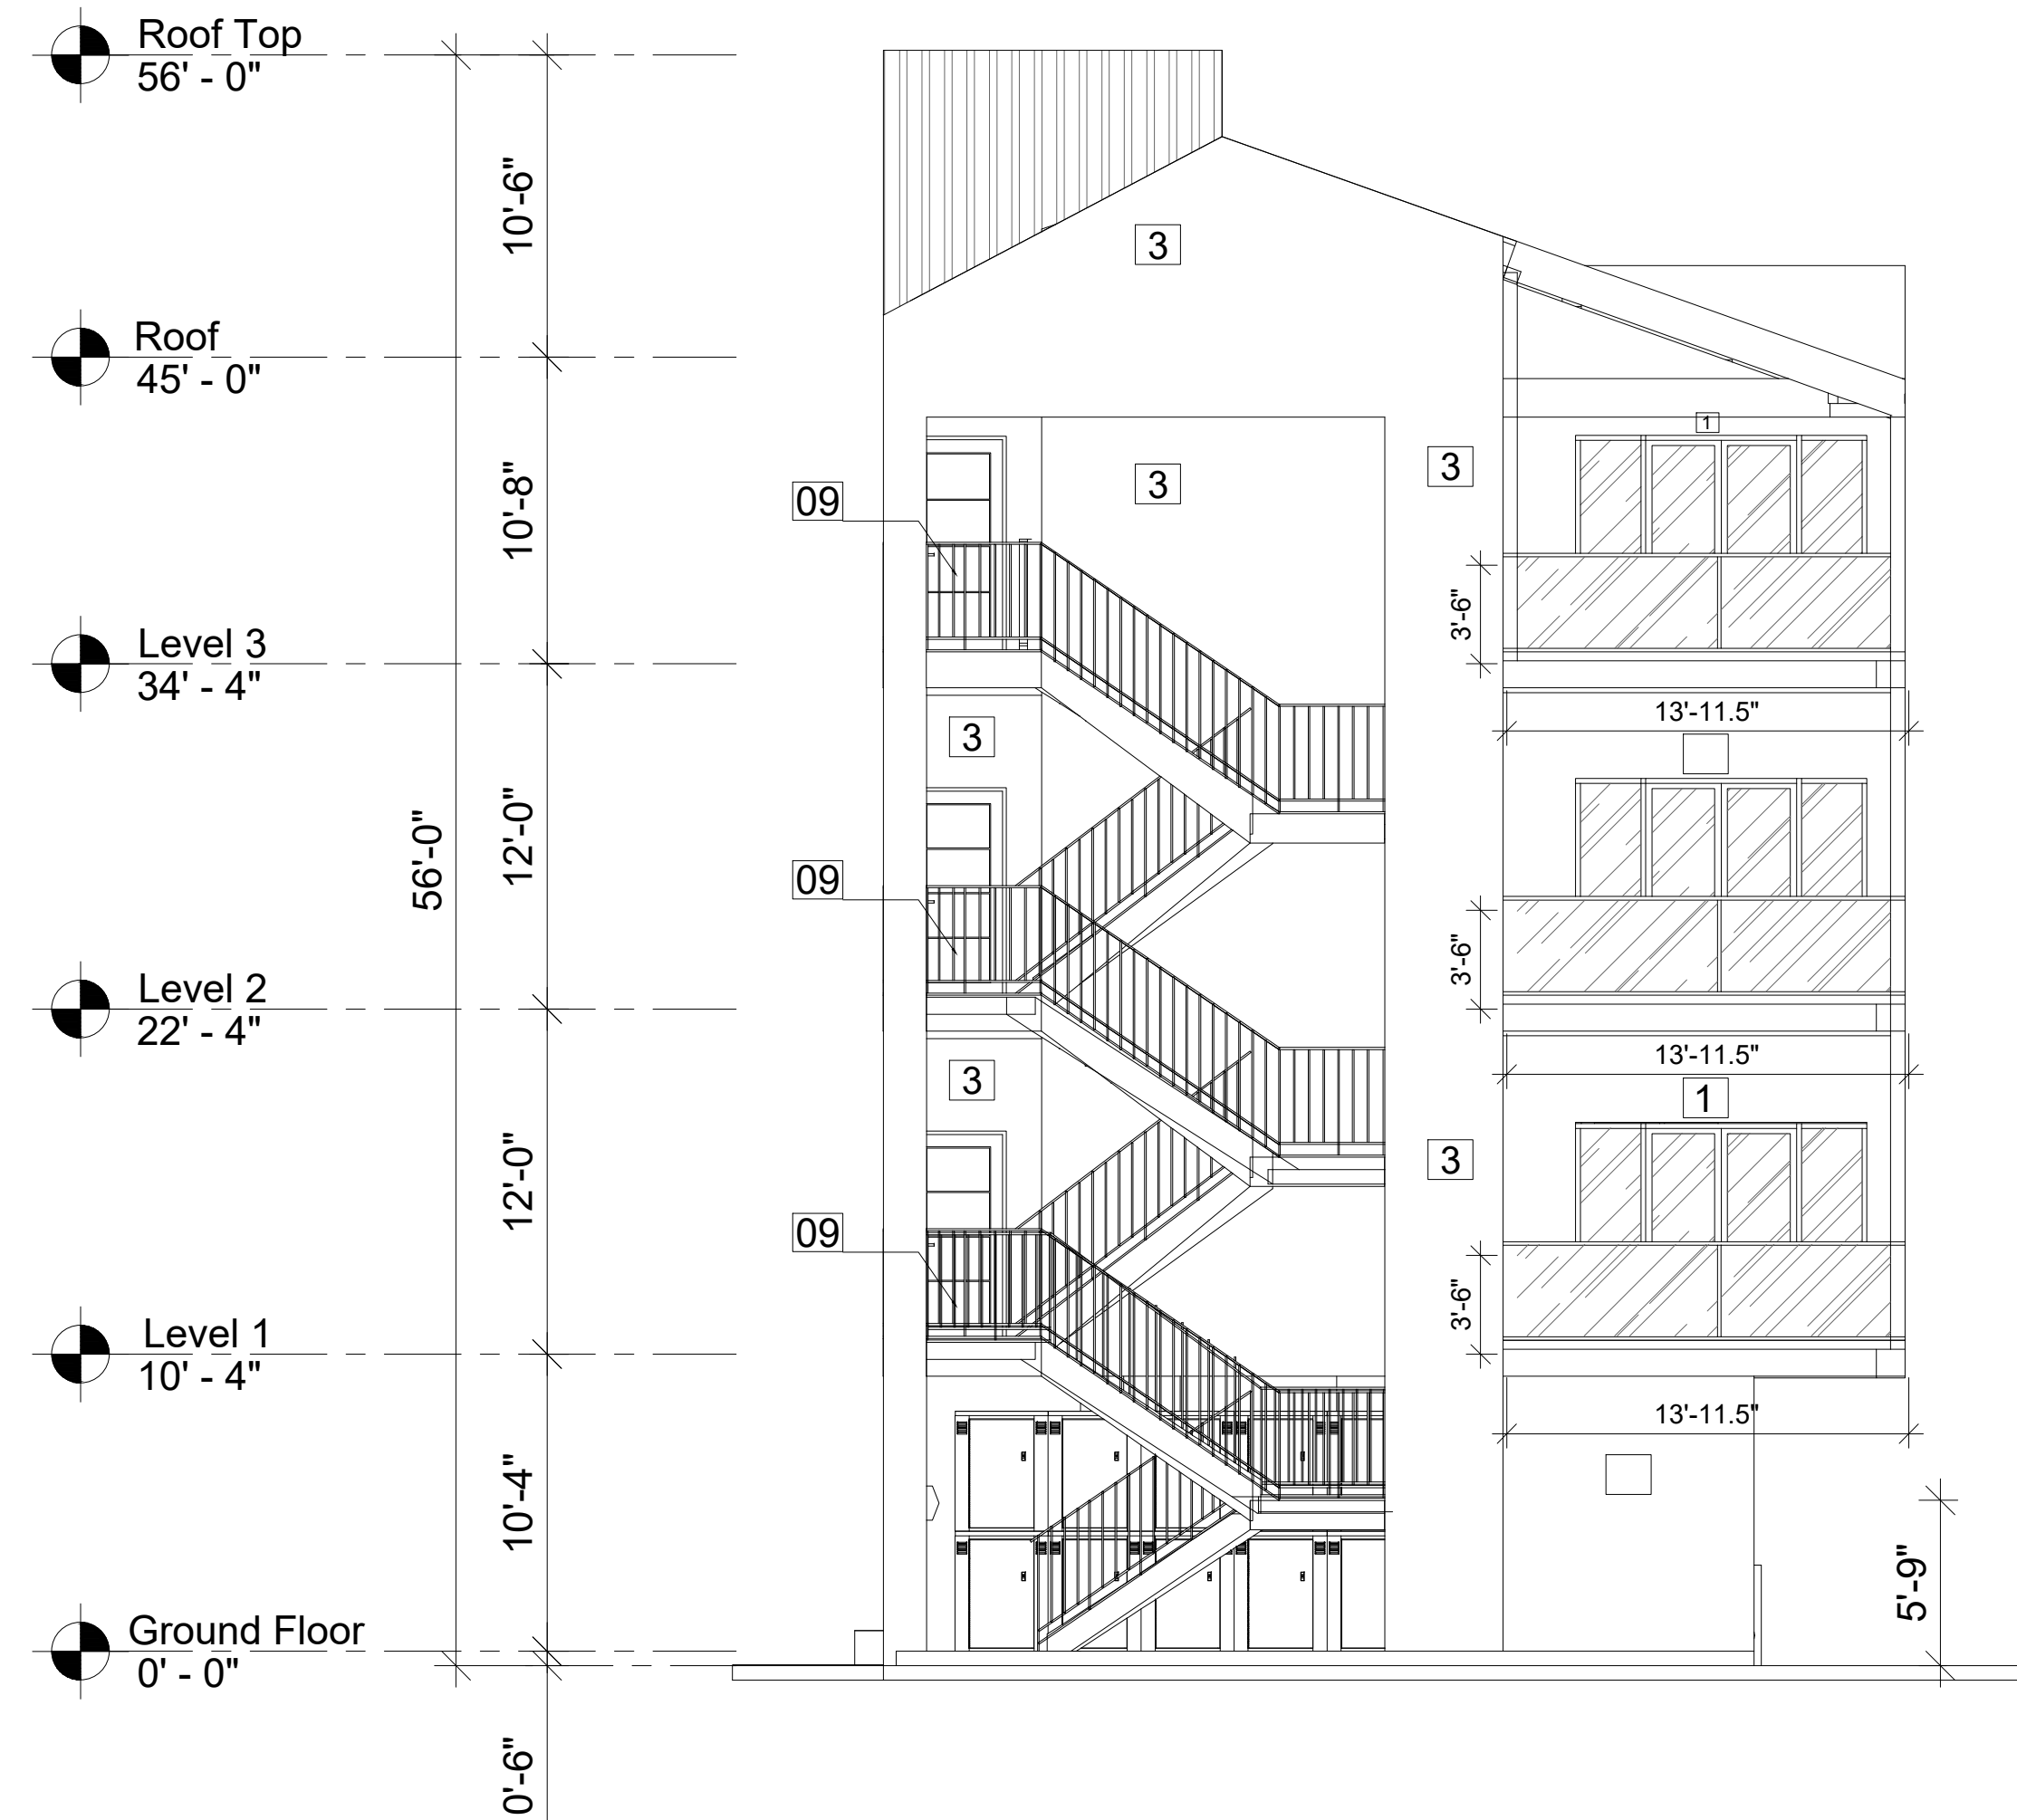 Roof Top
56' - 0"
10'-6"
3
Roof
45' - 0"
1
10'-8"
3
3
09
3'-6"
Level 3
34' - 4"
13'-11.5"
3
12'-0"
56'-0"
09
3'-6"
Level 2
22' - 4"
13'-11.5"
3
1
12'-0"
3
09
3'-6"
Level 1
10' - 4"
13'-11.5"
10'-4"
5'-9"
Ground Floor
0' - 0"
0'-6"